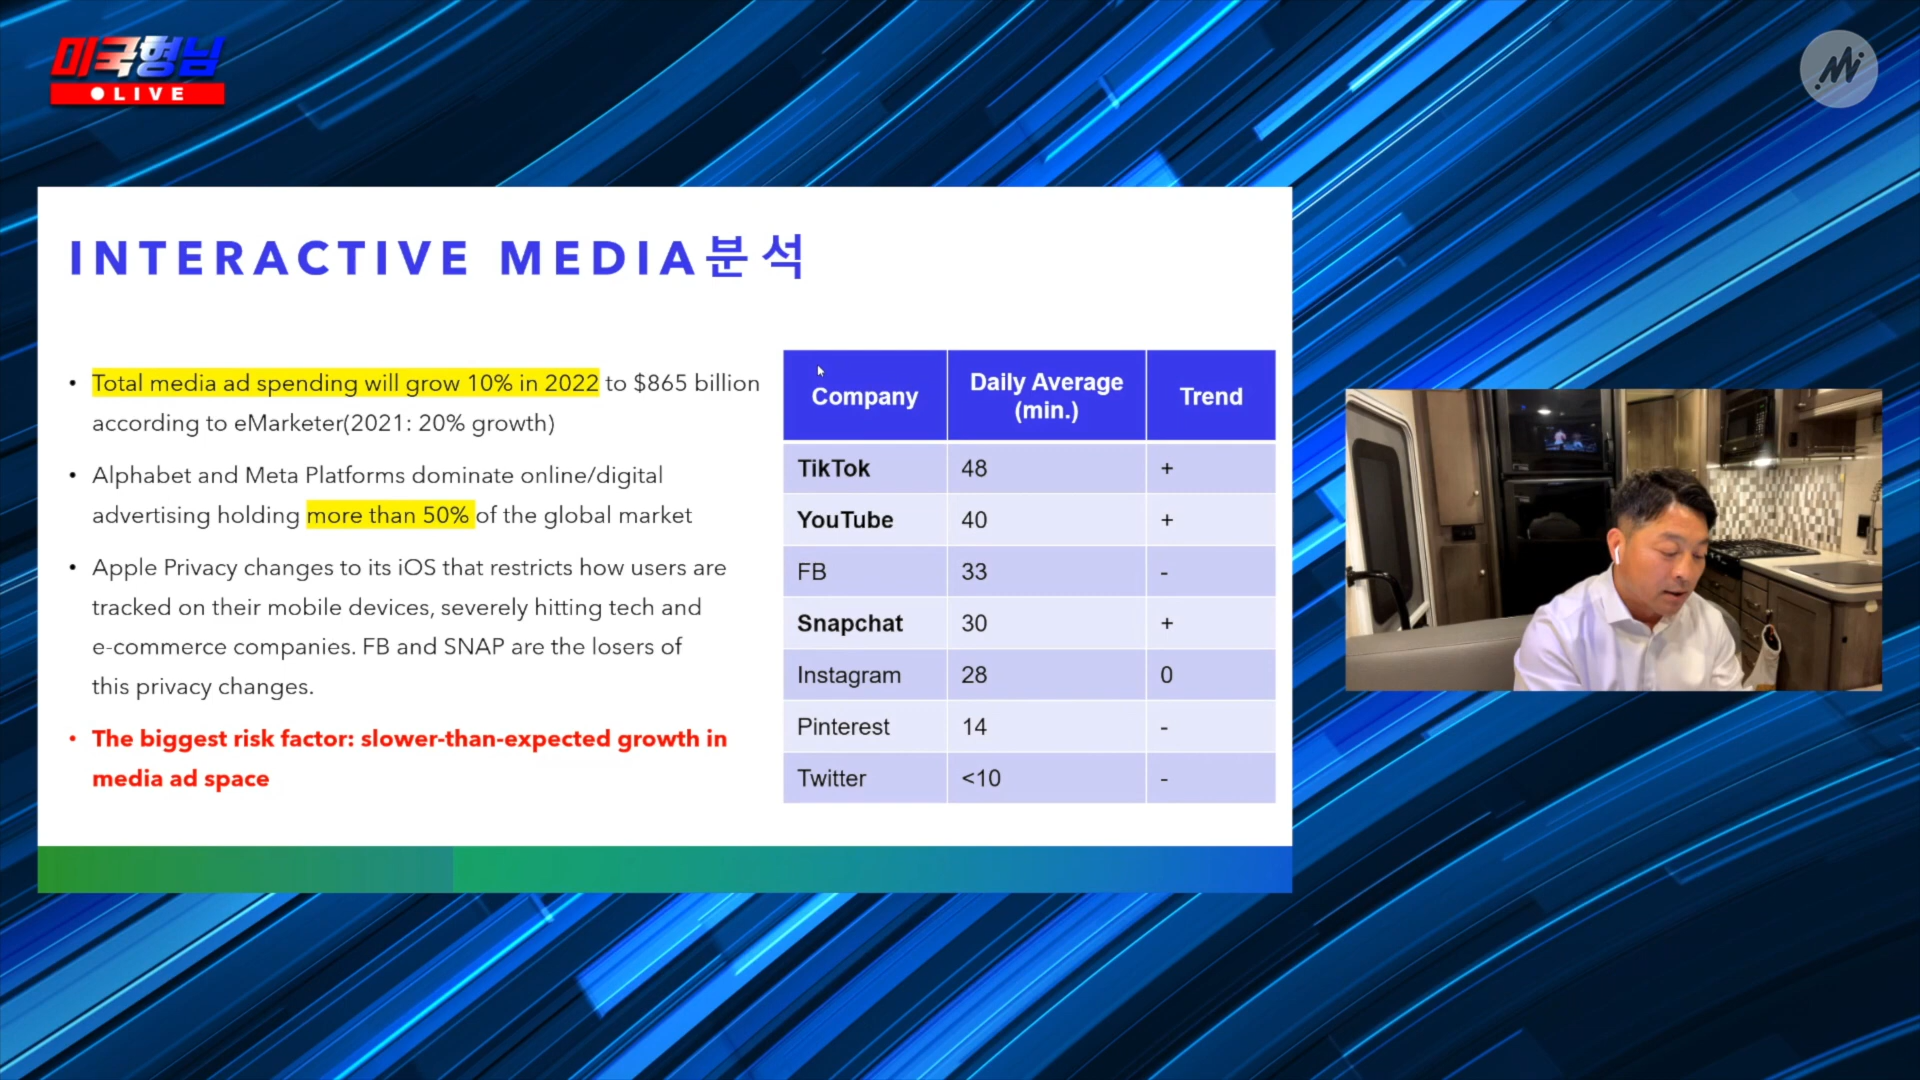 미국형님
LIVE
INTERACTIVE MEDIA분석
• Total media ad spending will grow 10% in 2022 to $865 billion
according to eMarketer(2021: 20% growth)
• Alphabet and Meta Platforms dominate online/digital
advertising holding more than 50% of the global market
• Apple Privacy changes to its iOS that restricts how users are
tracked on their mobile devices, severely hitting tech and
e-commerce companies. FB and SNAP are the losers of
this privacy changes.
• The biggest risk factor: slower-than-expected growth in
media ad space
Company Daily Average (min.) Trend
TikTok 48 +
YouTube 40 +
FB 33 -
Snapchat 30 +
Instagram 28 0
Pinterest 14 -
Twitter <10 -